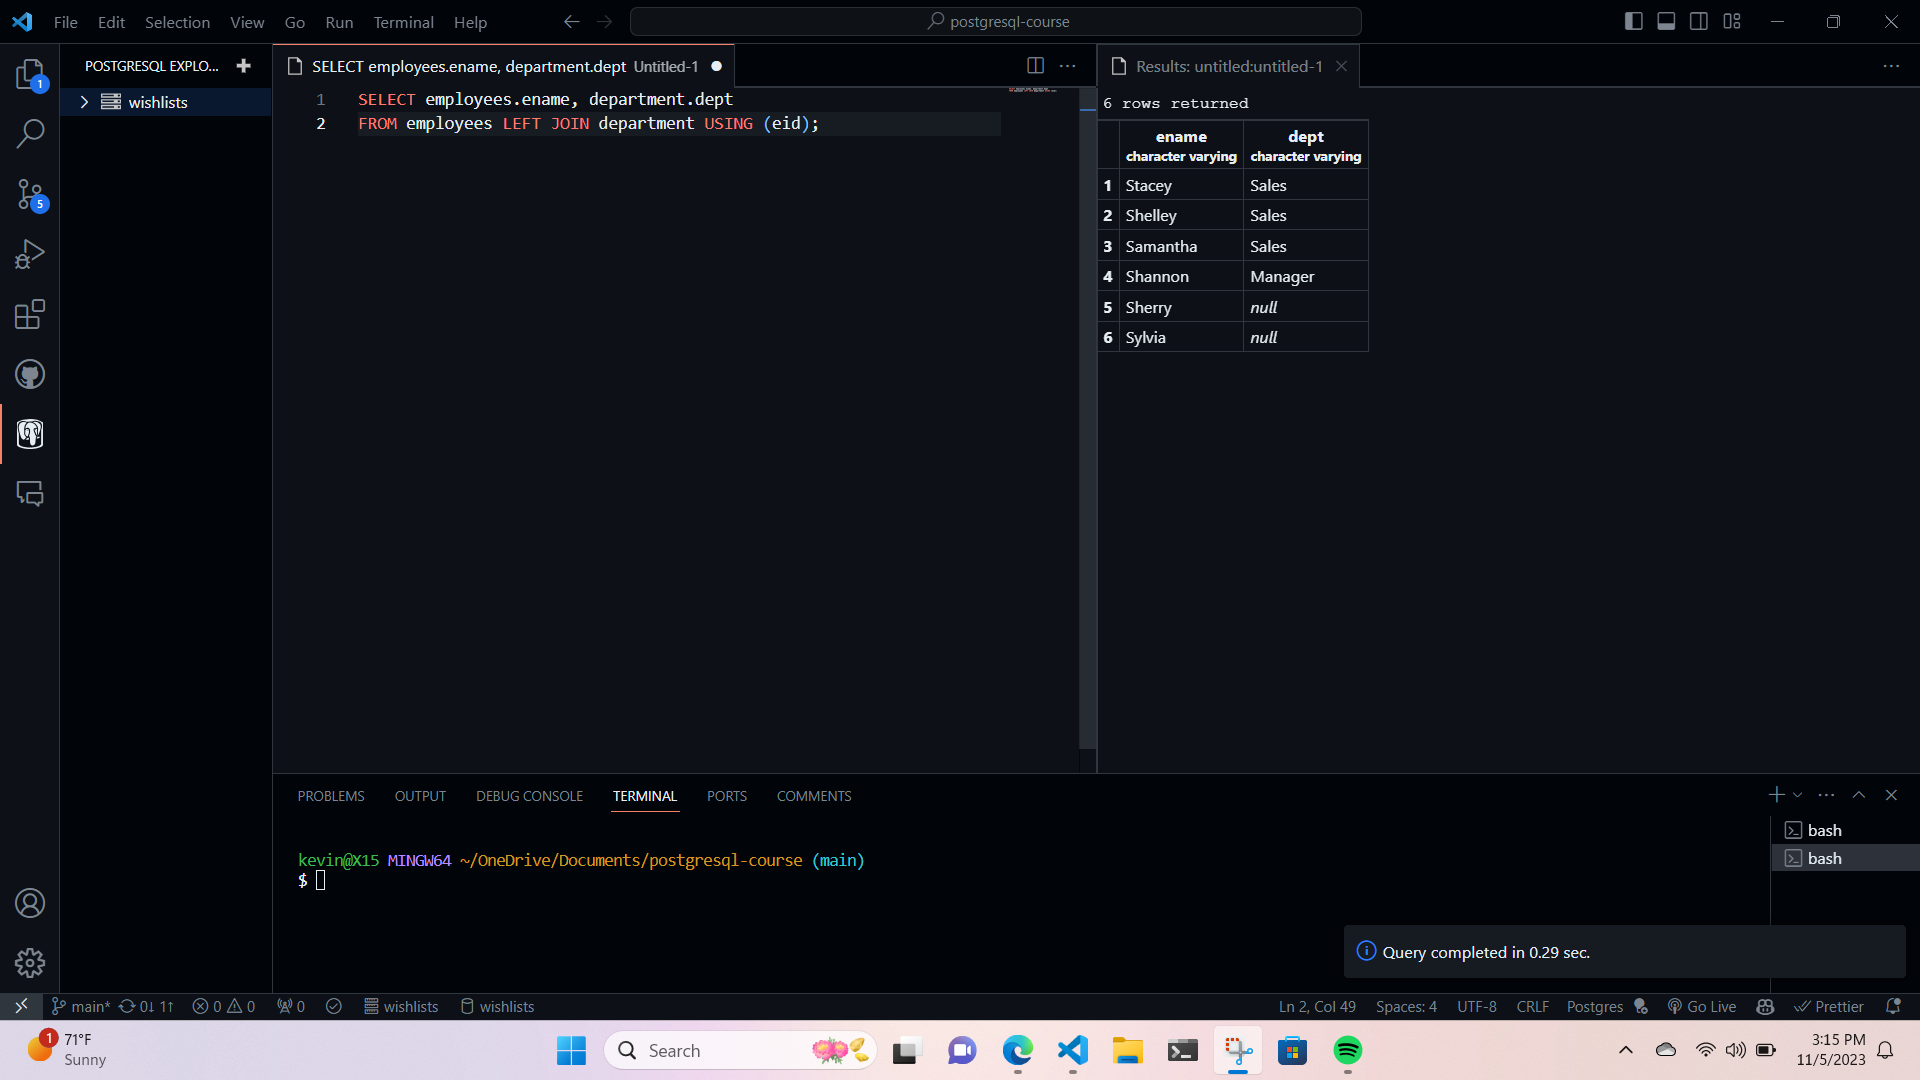 File Edit Selection View Go Run Terminal Help
postgresql-course
POSTGRESQL EXPLO...
1
wishlists
5
SELECT employees.ename, department.dept Untitled-1
1 SELECT employees.ename, department.dept
2 FROM employees LEFT JOIN department USING (eid);
Results: untitled:untitled-1
6 rows returned
ename dept
character varying character varying
1 Stacey Sales
2 Shelley Sales
3 Samantha Sales
4 Shannon Manager
5 Sherry null
6 Sylvia null
PROBLEMS OUTPUT DEBUG CONSOLE TERMINAL PORTS COMMENTS
kevin@X15 MINGW64 ~/OneDrive/Documents/postgresql-course (main)
$
bash
bash
Query completed in 0.29 sec.
main* 0↓ 1↑ 0 0 0 wishlists wishlists
Ln 2, Col 49 Spaces: 4 UTF-8 CRLF Postgres Go Live Prettier
1
71°F
Sunny
Search
3:15 PM
11/5/2023